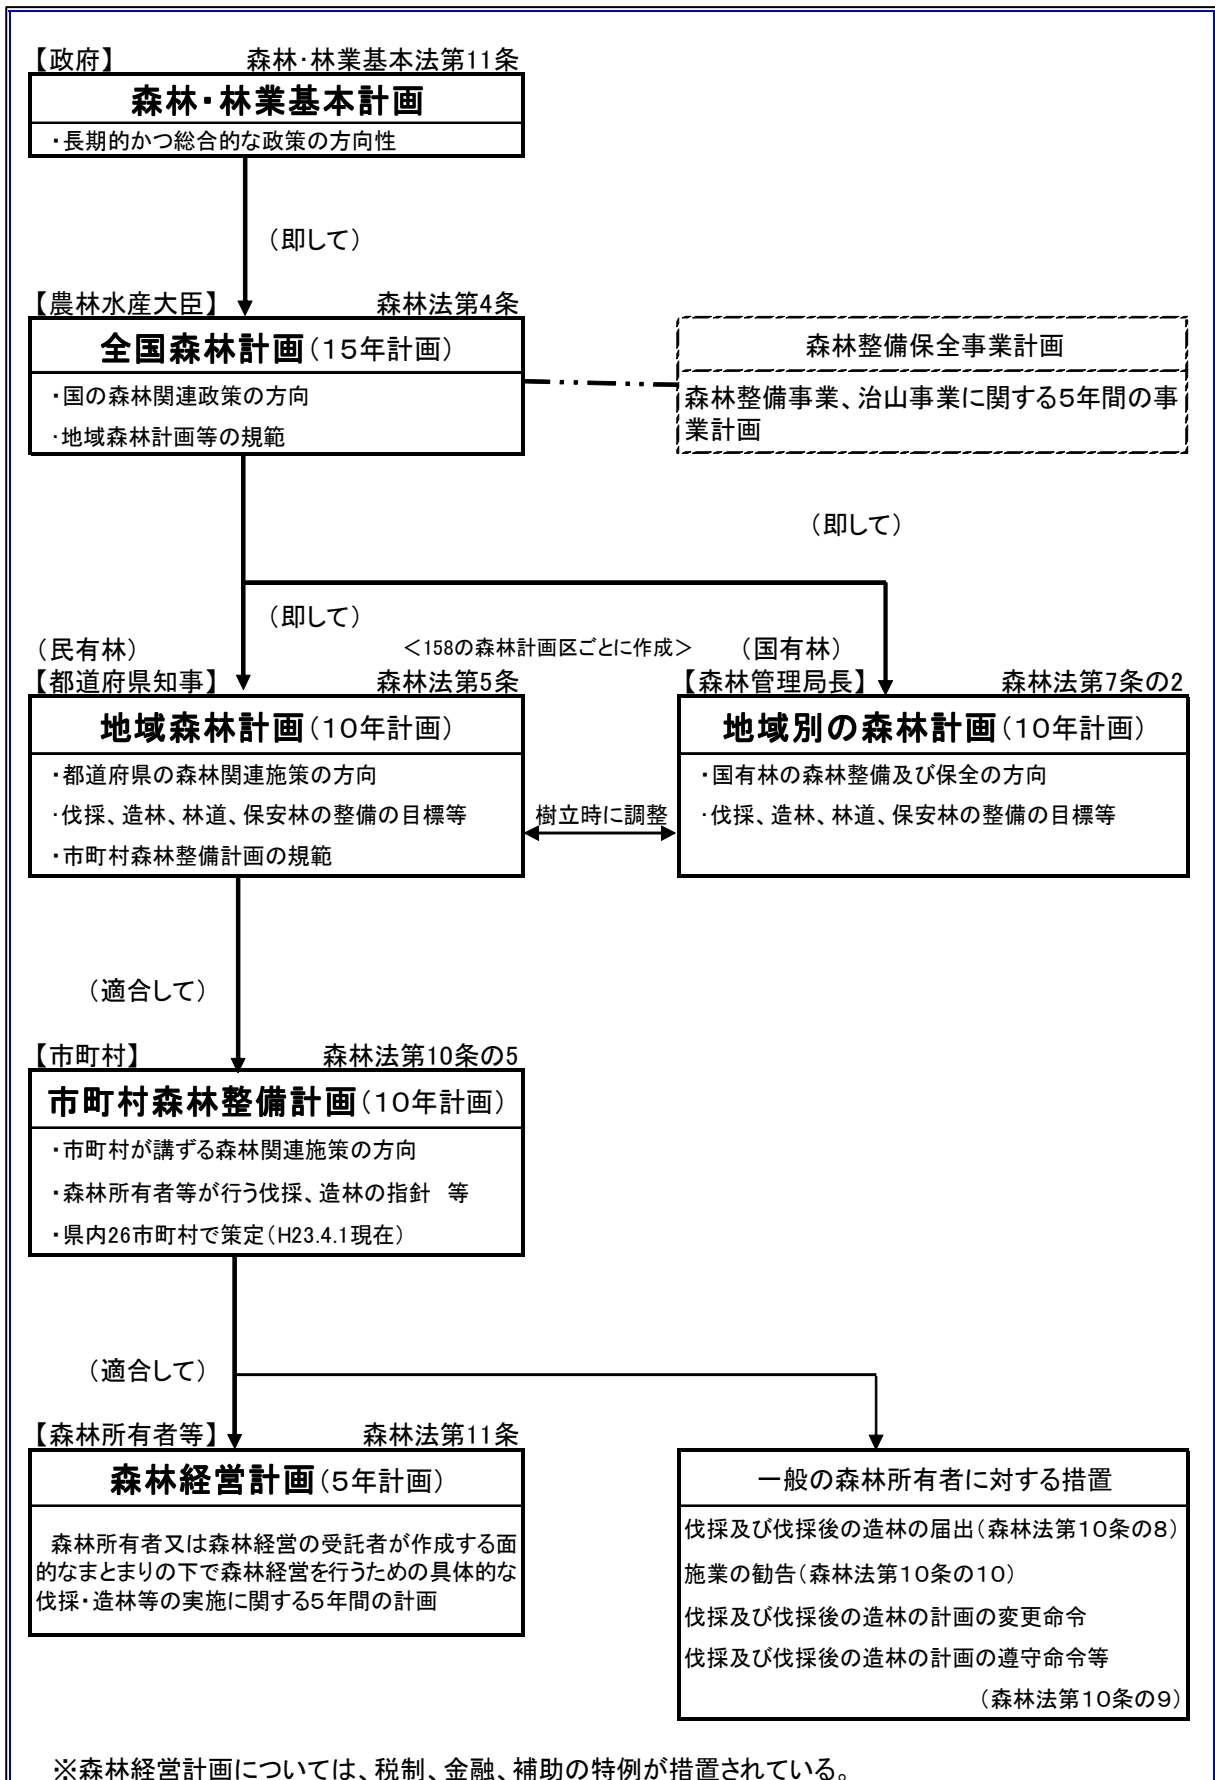 【政府】　森林・林業基本法第11条
森林・林業基本計画
・長期的かつ総合的な政策の方向性
（即して）
【農林水産大臣】　森林法第4条
全国森林計画（15年計画）
・国の森林関連政策の方向
・地域森林計画等の規範
森林整備保全事業計画
森林整備事業、治山事業に関する5年間の事
業計画
（即して）
（即して）
＜158の森林計画区ごとに作成＞
（民有林）
【都道府県知事】　森林法第5条
地域森林計画（10年計画）
・都道府県の森林関連施策の方向
・伐採、造林、林道、保安林の整備の目標等
・市町村森林整備計画の規範
樹立時に調整
（国有林）
【森林管理局長】　森林法第7条の2
地域別の森林計画（10年計画）
・国有林の森林整備及び保全の方向
・伐採、造林、林道、保安林の整備の目標等
（適合して）
【市町村】　森林法第10条の5
市町村森林整備計画（10年計画）
・市町村が講ずる森林関連施策の方向
・森林所有者等が行う伐採、造林の指針　等
・県内26市町村で策定（H23.4.1現在）
（適合して）
【森林所有者等】　森林法第11条
森林経営計画（5年計画）
森林所有者又は森林経営の受託者が作成する面
的なまとまりの下で森林経営を行うための具体的な
伐採・造林等の実施に関する5年間の計画
一般の森林所有者に対する措置
伐採及び伐採後の造林の届出（森林法第10条の8）
施業の勧告（森林法第10条の10）
伐採及び伐採後の造林の計画の変更命令
伐採及び伐採後の造林の計画の遵守命令等
（森林法第10条の9）
※森林経営計画については、税制、金融、補助の特例が措置されている。